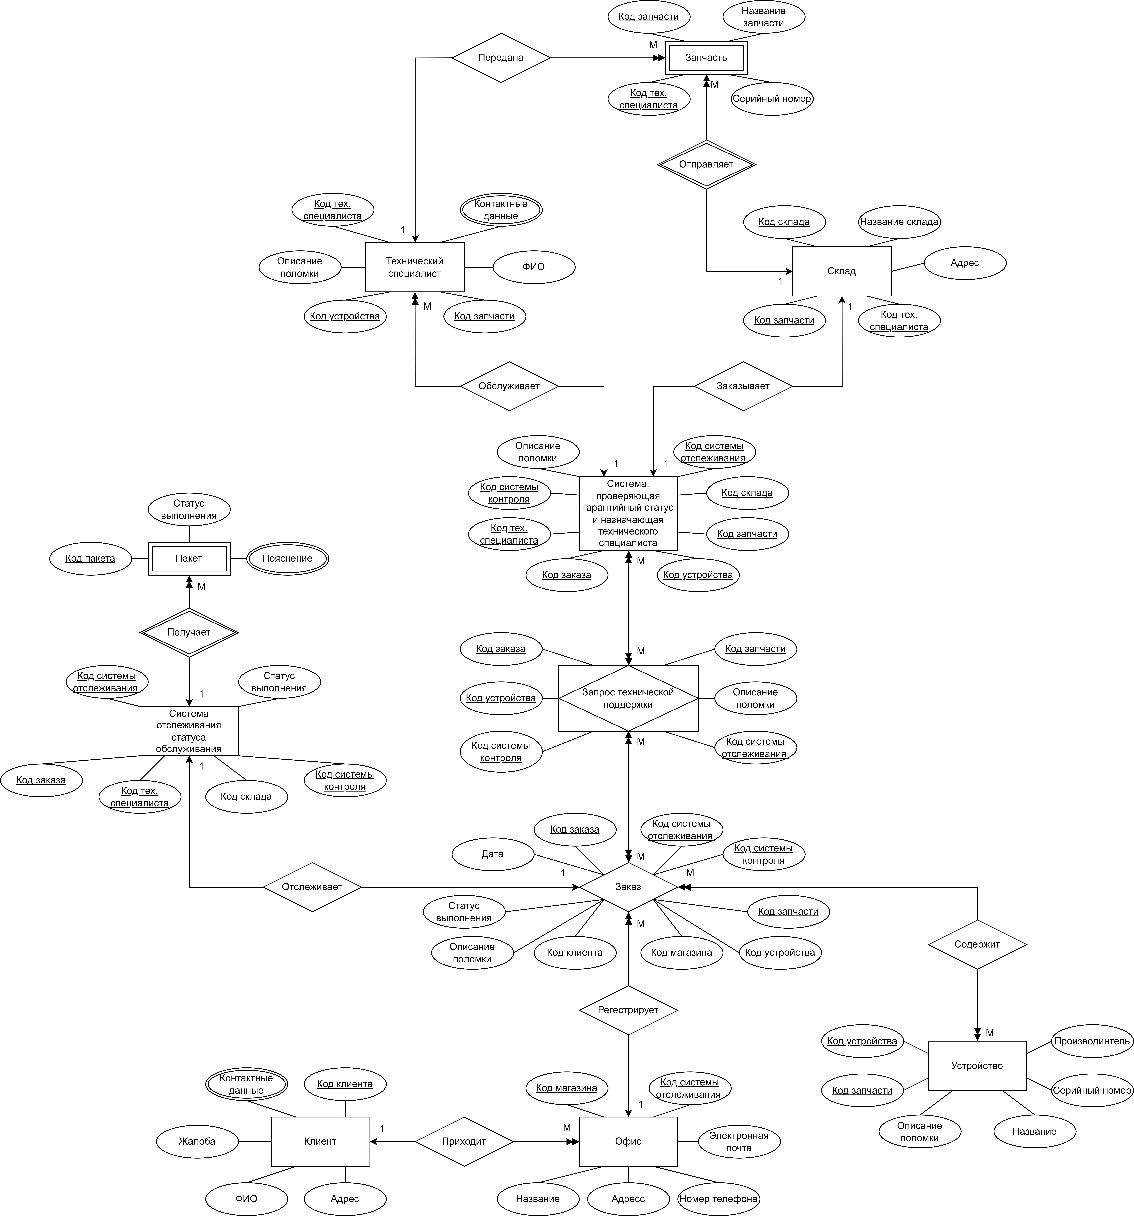 Код запчасти
Название
запчасти
Передана
M
Запчасть
M
Код тех.
специалиста
Серийный номер
Отправляет
Код тех.
специалиста
Контактные
данные
Код склада
Название склада
1
Описание
поломки
Технический
специалист
ФИО
Склад
Адрес
1
M
1
Код устройства
Код запчасти
Код запчасти
Код тех.
специалиста
Обслуживает
Заказывает
Описание
поломки
Код системы
отслеживания
1
1
Код системы
контроля
Система,
проверяющая
гарантийный статус
и назначающая
технического
специалиста
Код склада
Код тех.
специалиста
Код запчасти
Код заказа
M
Код устройства
Статус
выполнения
Код пакета
Пакет
Пояснение
M
Получает
Код системы
отслеживания
Статус
выполнения
1
Система
отслеживания
статуса
обслуживания
Код заказа
1
Код тех.
специалиста
Код склада
Код системы
контроля
Код заказа
M
Код запчасти
Код устройства
Запрос технической
поддержки
Описание
поломки
Код системы
контроля
M
Код системы
отслеживания
Код заказа
Код системы
отслеживания
Дата
M
Код системы
контроля
Отслеживает
1
Заказ
M
Статус
выполнения
Код запчасти
Описание
поломки
Код клиента
M
Код магазина
Код устройства
Содержит
Регестрирует
M
Код устройства
Производинтель
Устройство
Код запчасти
Серийный номер
Описание
поломки
Название
Контактные
данные
Код клиента
Код магазина
Код системы
отслеживания
1
Жалоба
Клиент
1
Приходит
M
Офис
Электронная
почта
ФИО
Адрес
Название
Адресс
Номер телефона